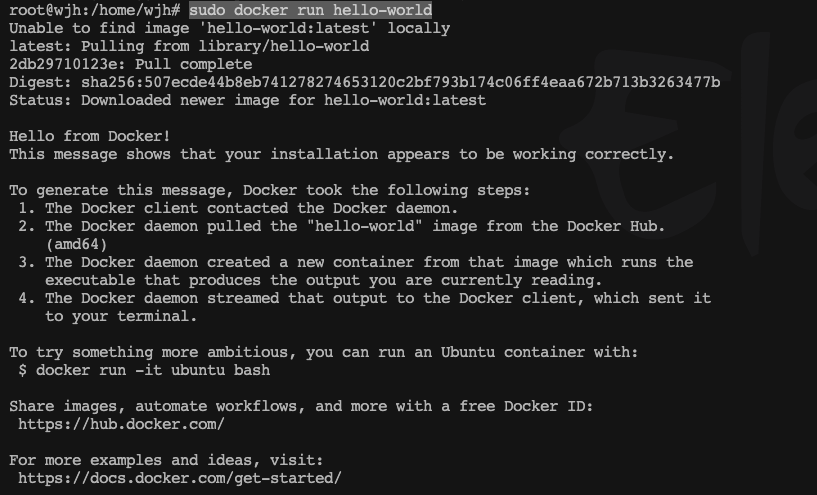 root@wjh:/home/wjh# sudo docker run hello-world
Unable to find image 'hello-world:latest' locally
latest: Pulling from library/hello-world
2db29710123e: Pull complete
Digest: sha256:507ecde44b8eb741278274653120c2bf793b174c06ff4eaa672b713b3263477b
Status: Downloaded newer image for hello-world:latest

Hello from Docker!
This message shows that your installation appears to be working correctly.

To generate this message, Docker took the following steps:
 1. The Docker client contacted the Docker daemon.
 2. The Docker daemon pulled the "hello-world" image from the Docker Hub.
    (amd64)
 3. The Docker daemon created a new container from that image which runs the
    executable that produces the output you are currently reading.
 4. The Docker daemon streamed that output to the Docker client, which sent it
    to your terminal.

To try something more ambitious, you can run an Ubuntu container with:
 $ docker run -it ubuntu bash

Share images, automate workflows, and more with a free Docker ID:
 https://hub.docker.com/

For more examples and ideas, visit:
 https://docs.docker.com/get-started/